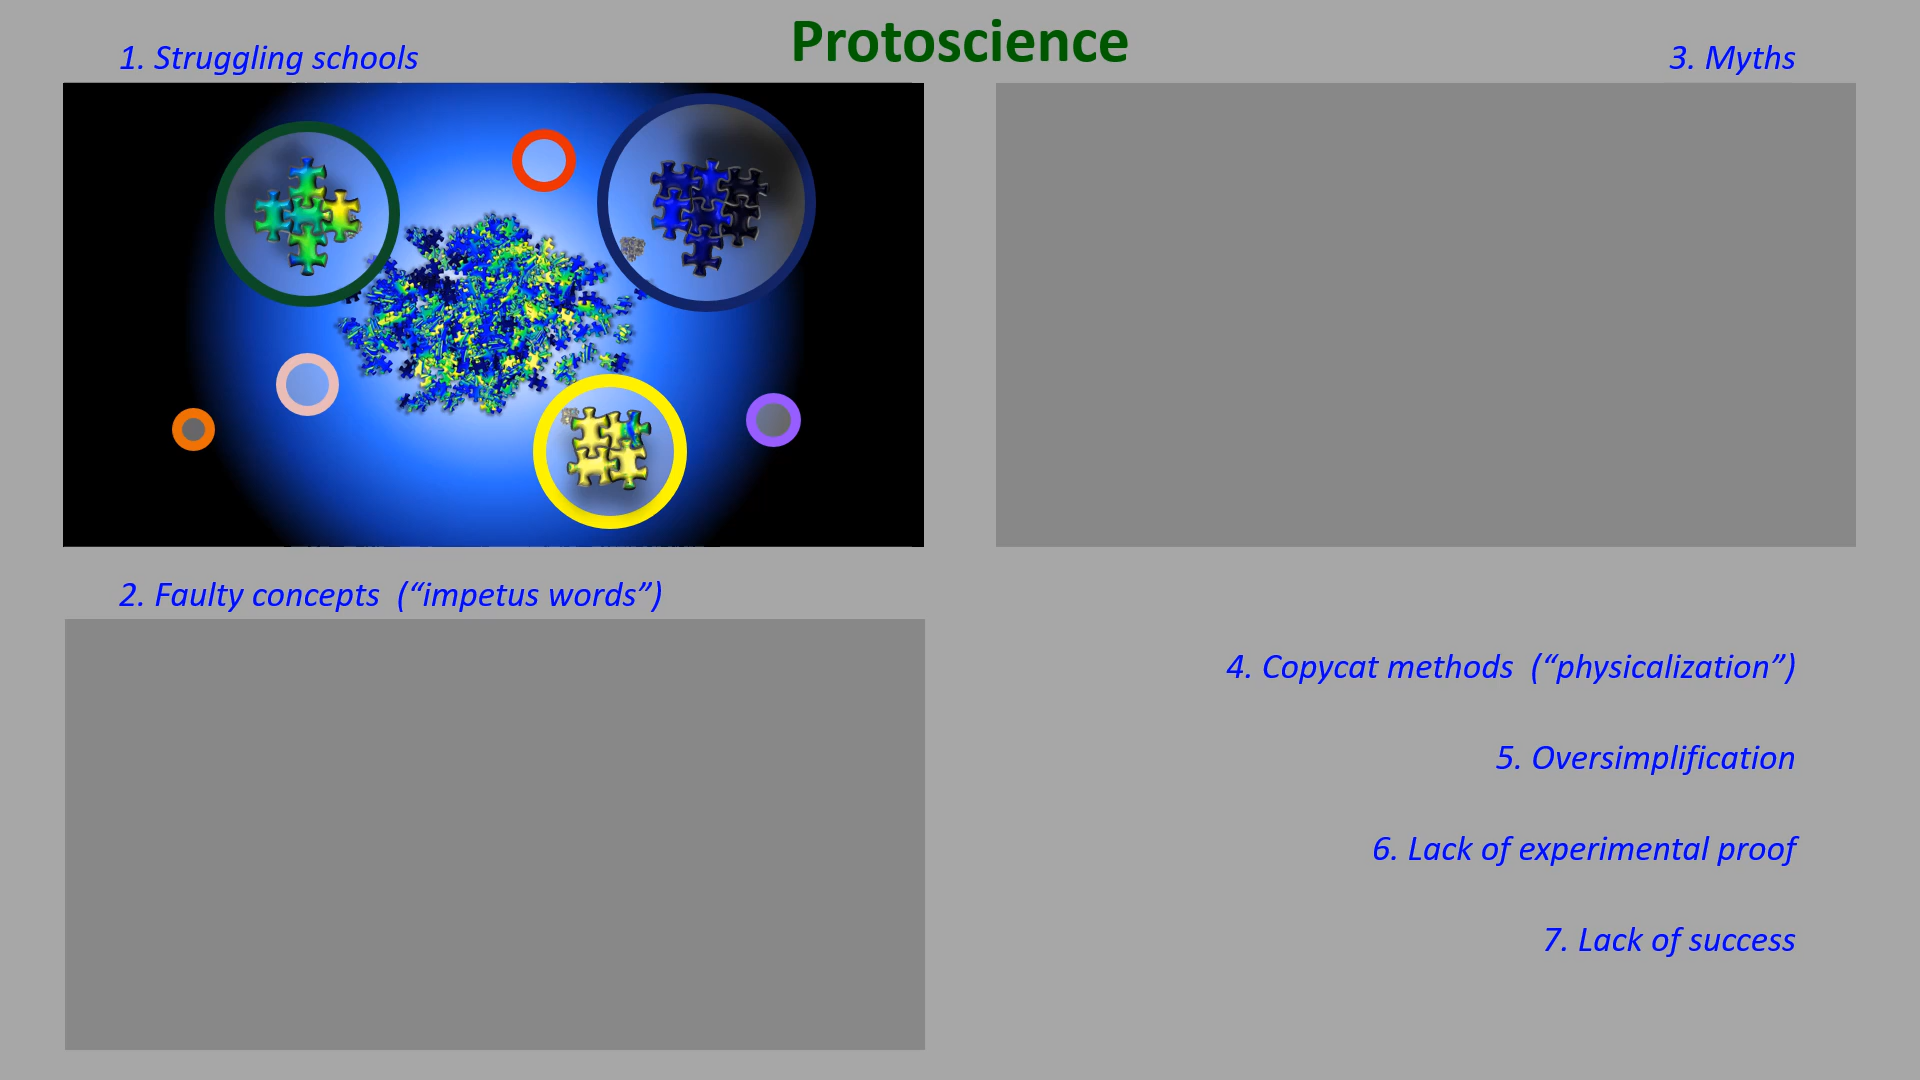 Protoscience
1. Struggling schools
3. Myths
2. Faulty concepts  (“impetus words”)
4. Copycat methods  (“physicalization”)
5. Oversimplification
6. Lack of experimental proof
7. Lack of success